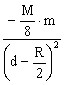 -M/8 · m
(d - R/2)²